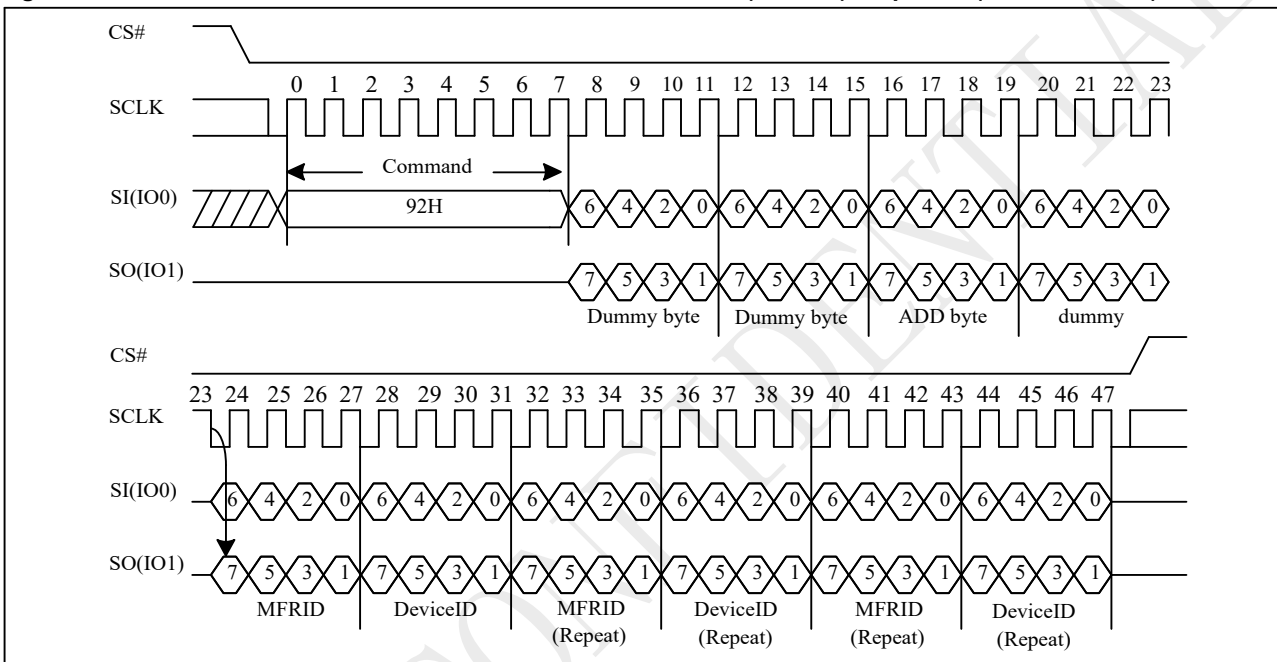 CS#
0 1 2 3 4 5 6 7 8 9 10 11 12 13 14 15 16 17 18 19 20 21 22 23
SCLK
Command
SI(IO0)
92H
6 4 2 0 6 4 2 0 6 4 2 0 6 4 2 0
SO(IO1)
7 5 3 1 7 5 3 1 7 5 3 1 7 5 3 1
Dummy byte Dummy byte ADD byte dummy
CS#
23 24 25 26 27 28 29 30 31 32 33 34 35 36 37 38 39 40 41 42 43 44 45 46 47
SCLK
SI(IO0)
6 4 2 0 6 4 2 0 6 4 2 0 6 4 2 0 6 4 2 0 6 4 2 0
SO(IO1)
7 5 3 1 7 5 3 1 7 5 3 1 7 5 3 1 7 5 3 1 7 5 3 1
MFRID DeviceID MFRID DeviceID MFRID DeviceID
(Repeat) (Repeat) (Repeat) (Repeat)